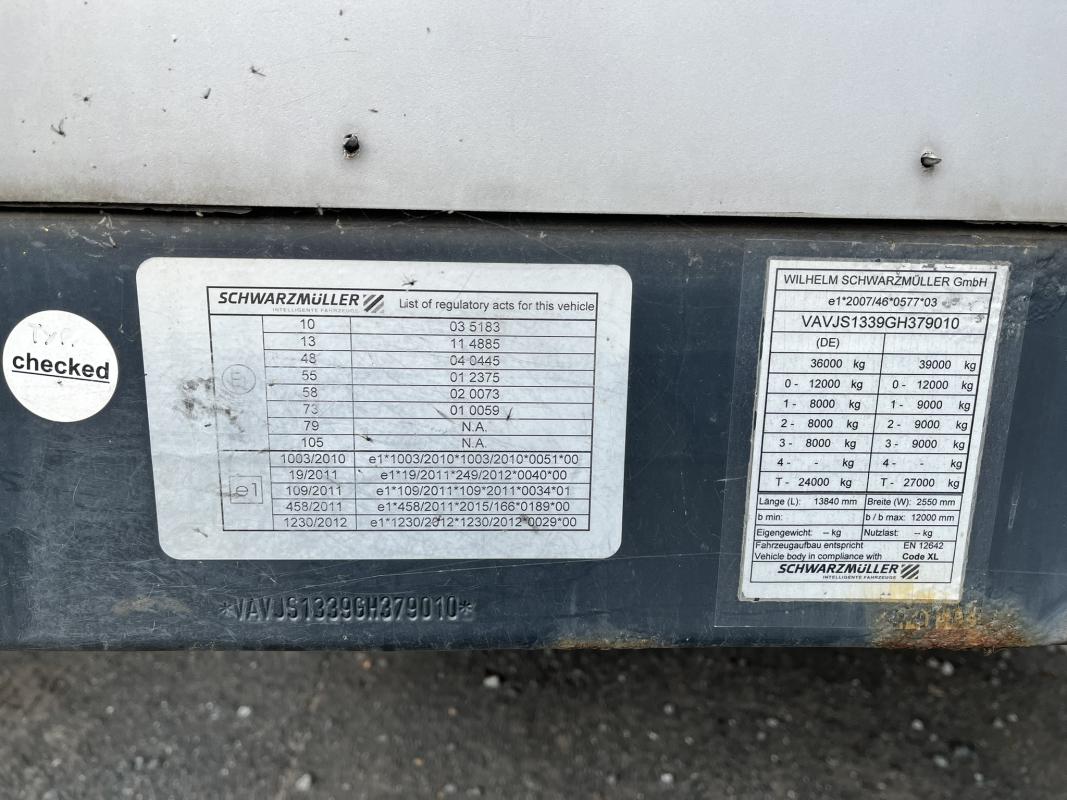 checked
SCHWARZMÜLLER List of regulatory acts for this vehicle
INTELLIGENTE FAHRZEUGE
E1
10 03 5183
13 11 4885
48 04 0445
55 01 2375
58 02 0073
73 01 0059
79 N.A.
105 N.A.
e1
1003/2010 e1*1003/2010*1003/2010*0051*00
19/2011 e1*19/2011*249/2012*0040*00
109/2011 e1*109/2011*109*2011*0034*01
458/2011 e1*458/2011*2015/166*0189*00
1230/2012 e1*1230/2012*1230/2012*0029*00
*VAVJS1339GH379010*
WILHELM SCHWARZMÜLLER GmbH
e1*2007/46*0577*03
VAVJS1339GH379010
(DE)
36000 kg 39000 kg
0 - 12000 kg 0 - 12000 kg
1 - 8000 kg 1 - 9000 kg
2 - 8000 kg 2 - 9000 kg
3 - 8000 kg 3 - 9000 kg
4 - - kg 4 - - kg
T - 24000 kg T - 27000 kg
Länge (L): 13840 mm Breite (W): 2550 mm
b min: b / b max: 12000 mm
Eigengewicht: -- kg Nutzlast: -- kg
Fahrzeugaufbau entspricht EN 12642
Vehicle body in compliance with Code XL
SCHWARZMÜLLER
INTELLIGENTE FAHRZEUGE